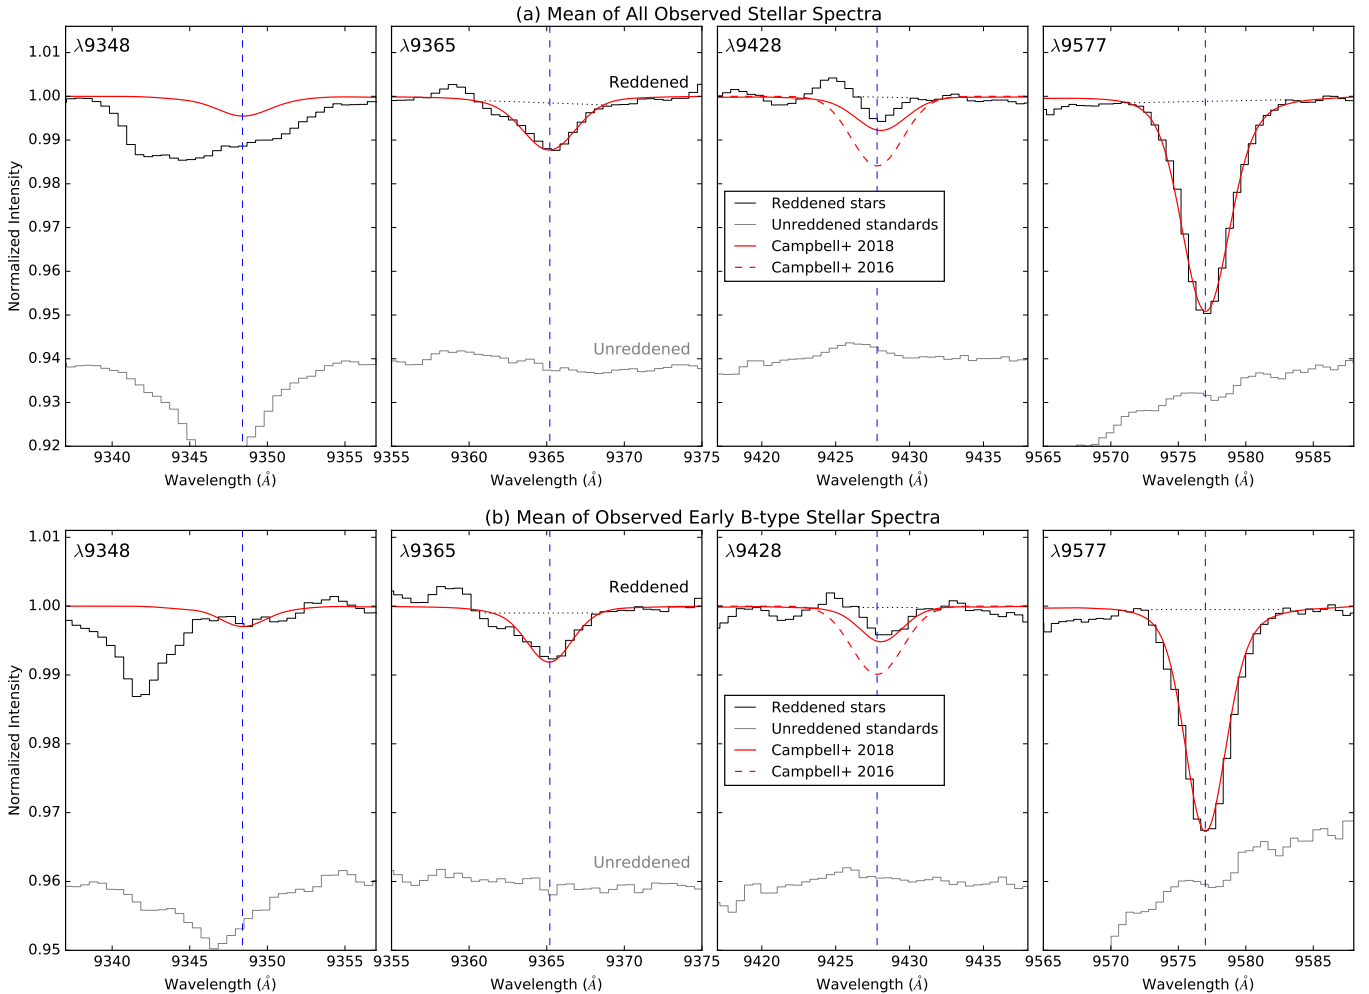 (a) Mean of All Observed Stellar Spectra
λ9348
λ9365
λ9428
λ9577
Reddened
Unreddened
Reddened stars
Unreddened standards
Campbell+ 2018
Campbell+ 2016
Normalized Intensity
1.01
1.00
0.99
0.98
0.97
0.96
0.95
0.94
0.93
0.92
9340 9345 9350 9355
9355 9360 9365 9370 9375
9420 9425 9430 9435
9565 9570 9575 9580 9585
Wavelength (Å)
Wavelength (Å)
Wavelength (Å)
Wavelength (Å)
(b) Mean of Observed Early B-type Stellar Spectra
λ9348
λ9365
λ9428
λ9577
Reddened
Unreddened
Reddened stars
Unreddened standards
Campbell+ 2018
Campbell+ 2016
Normalized Intensity
1.01
1.00
0.99
0.98
0.97
0.96
0.95
9340 9345 9350 9355
9355 9360 9365 9370 9375
9420 9425 9430 9435
9565 9570 9575 9580 9585
Wavelength (Å)
Wavelength (Å)
Wavelength (Å)
Wavelength (Å)